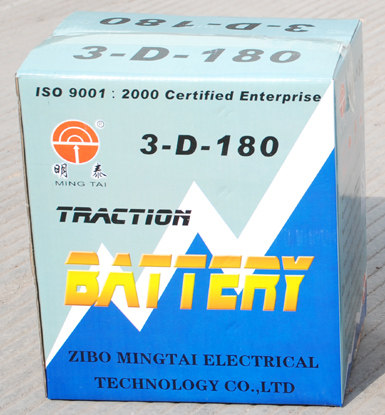 3-D-180
3-D-180
ISO 9001 : 2000 Certified Enterprise
3-D-180
明 泰
MING TAI
TRACTION
BATTERY
ZIBO MINGTAI ELECTRICAL
TECHNOLOGY CO.,LTD